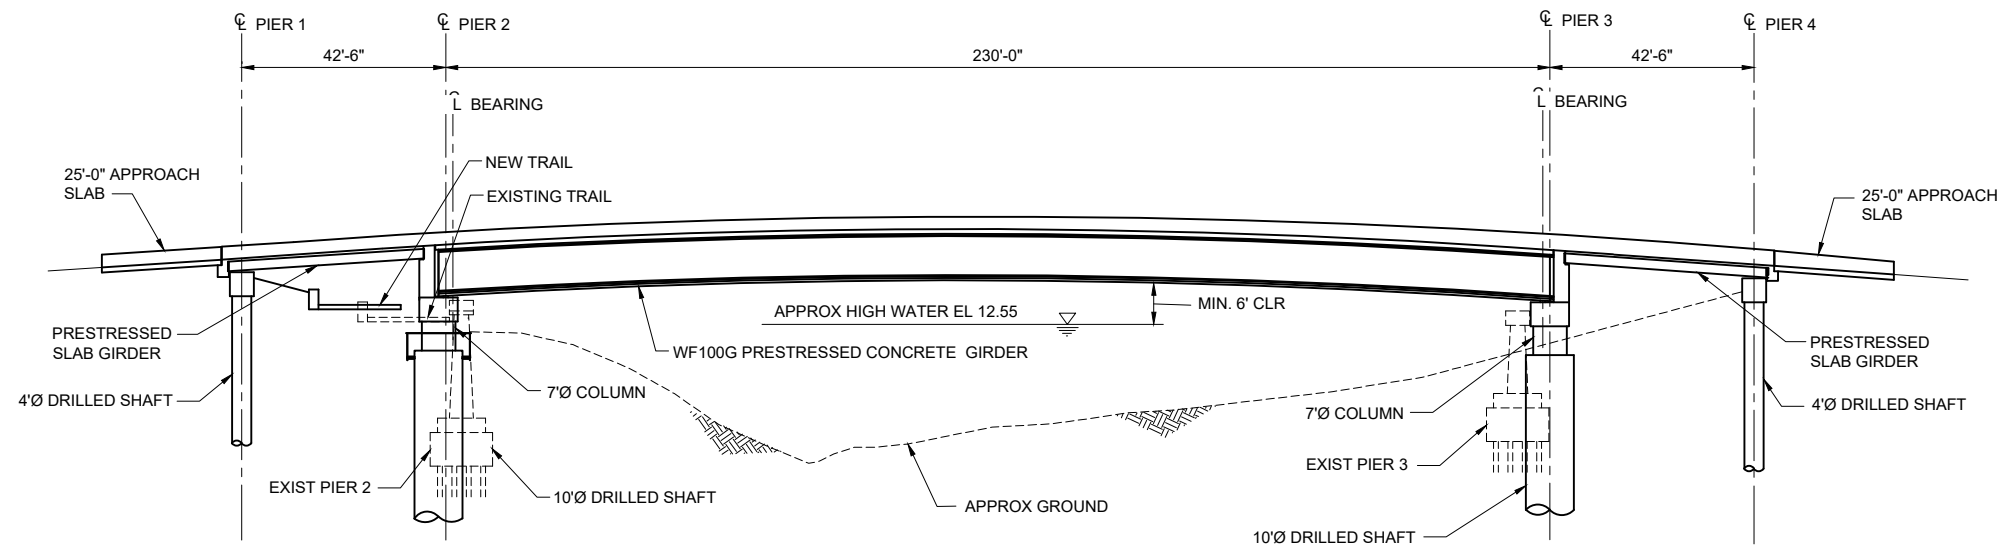 ℄ PIER 1
℄ PIER 2
℄ PIER 3
℄ PIER 4
42'-6"
230'-0"
42'-6"
℄ BEARING
℄ BEARING
NEW TRAIL
EXISTING TRAIL
25'-0" APPROACH
SLAB
25'-0" APPROACH
SLAB
APPROX HIGH WATER EL 12.55
MIN. 6' CLR
PRESTRESSED
SLAB GIRDER
WF100G PRESTRESSED CONCRETE GIRDER
PRESTRESSED
SLAB GIRDER
4'Ø DRILLED SHAFT
7'Ø COLUMN
7'Ø COLUMN
4'Ø DRILLED SHAFT
EXIST PIER 2
10'Ø DRILLED SHAFT
APPROX GROUND
EXIST PIER 3
10'Ø DRILLED SHAFT